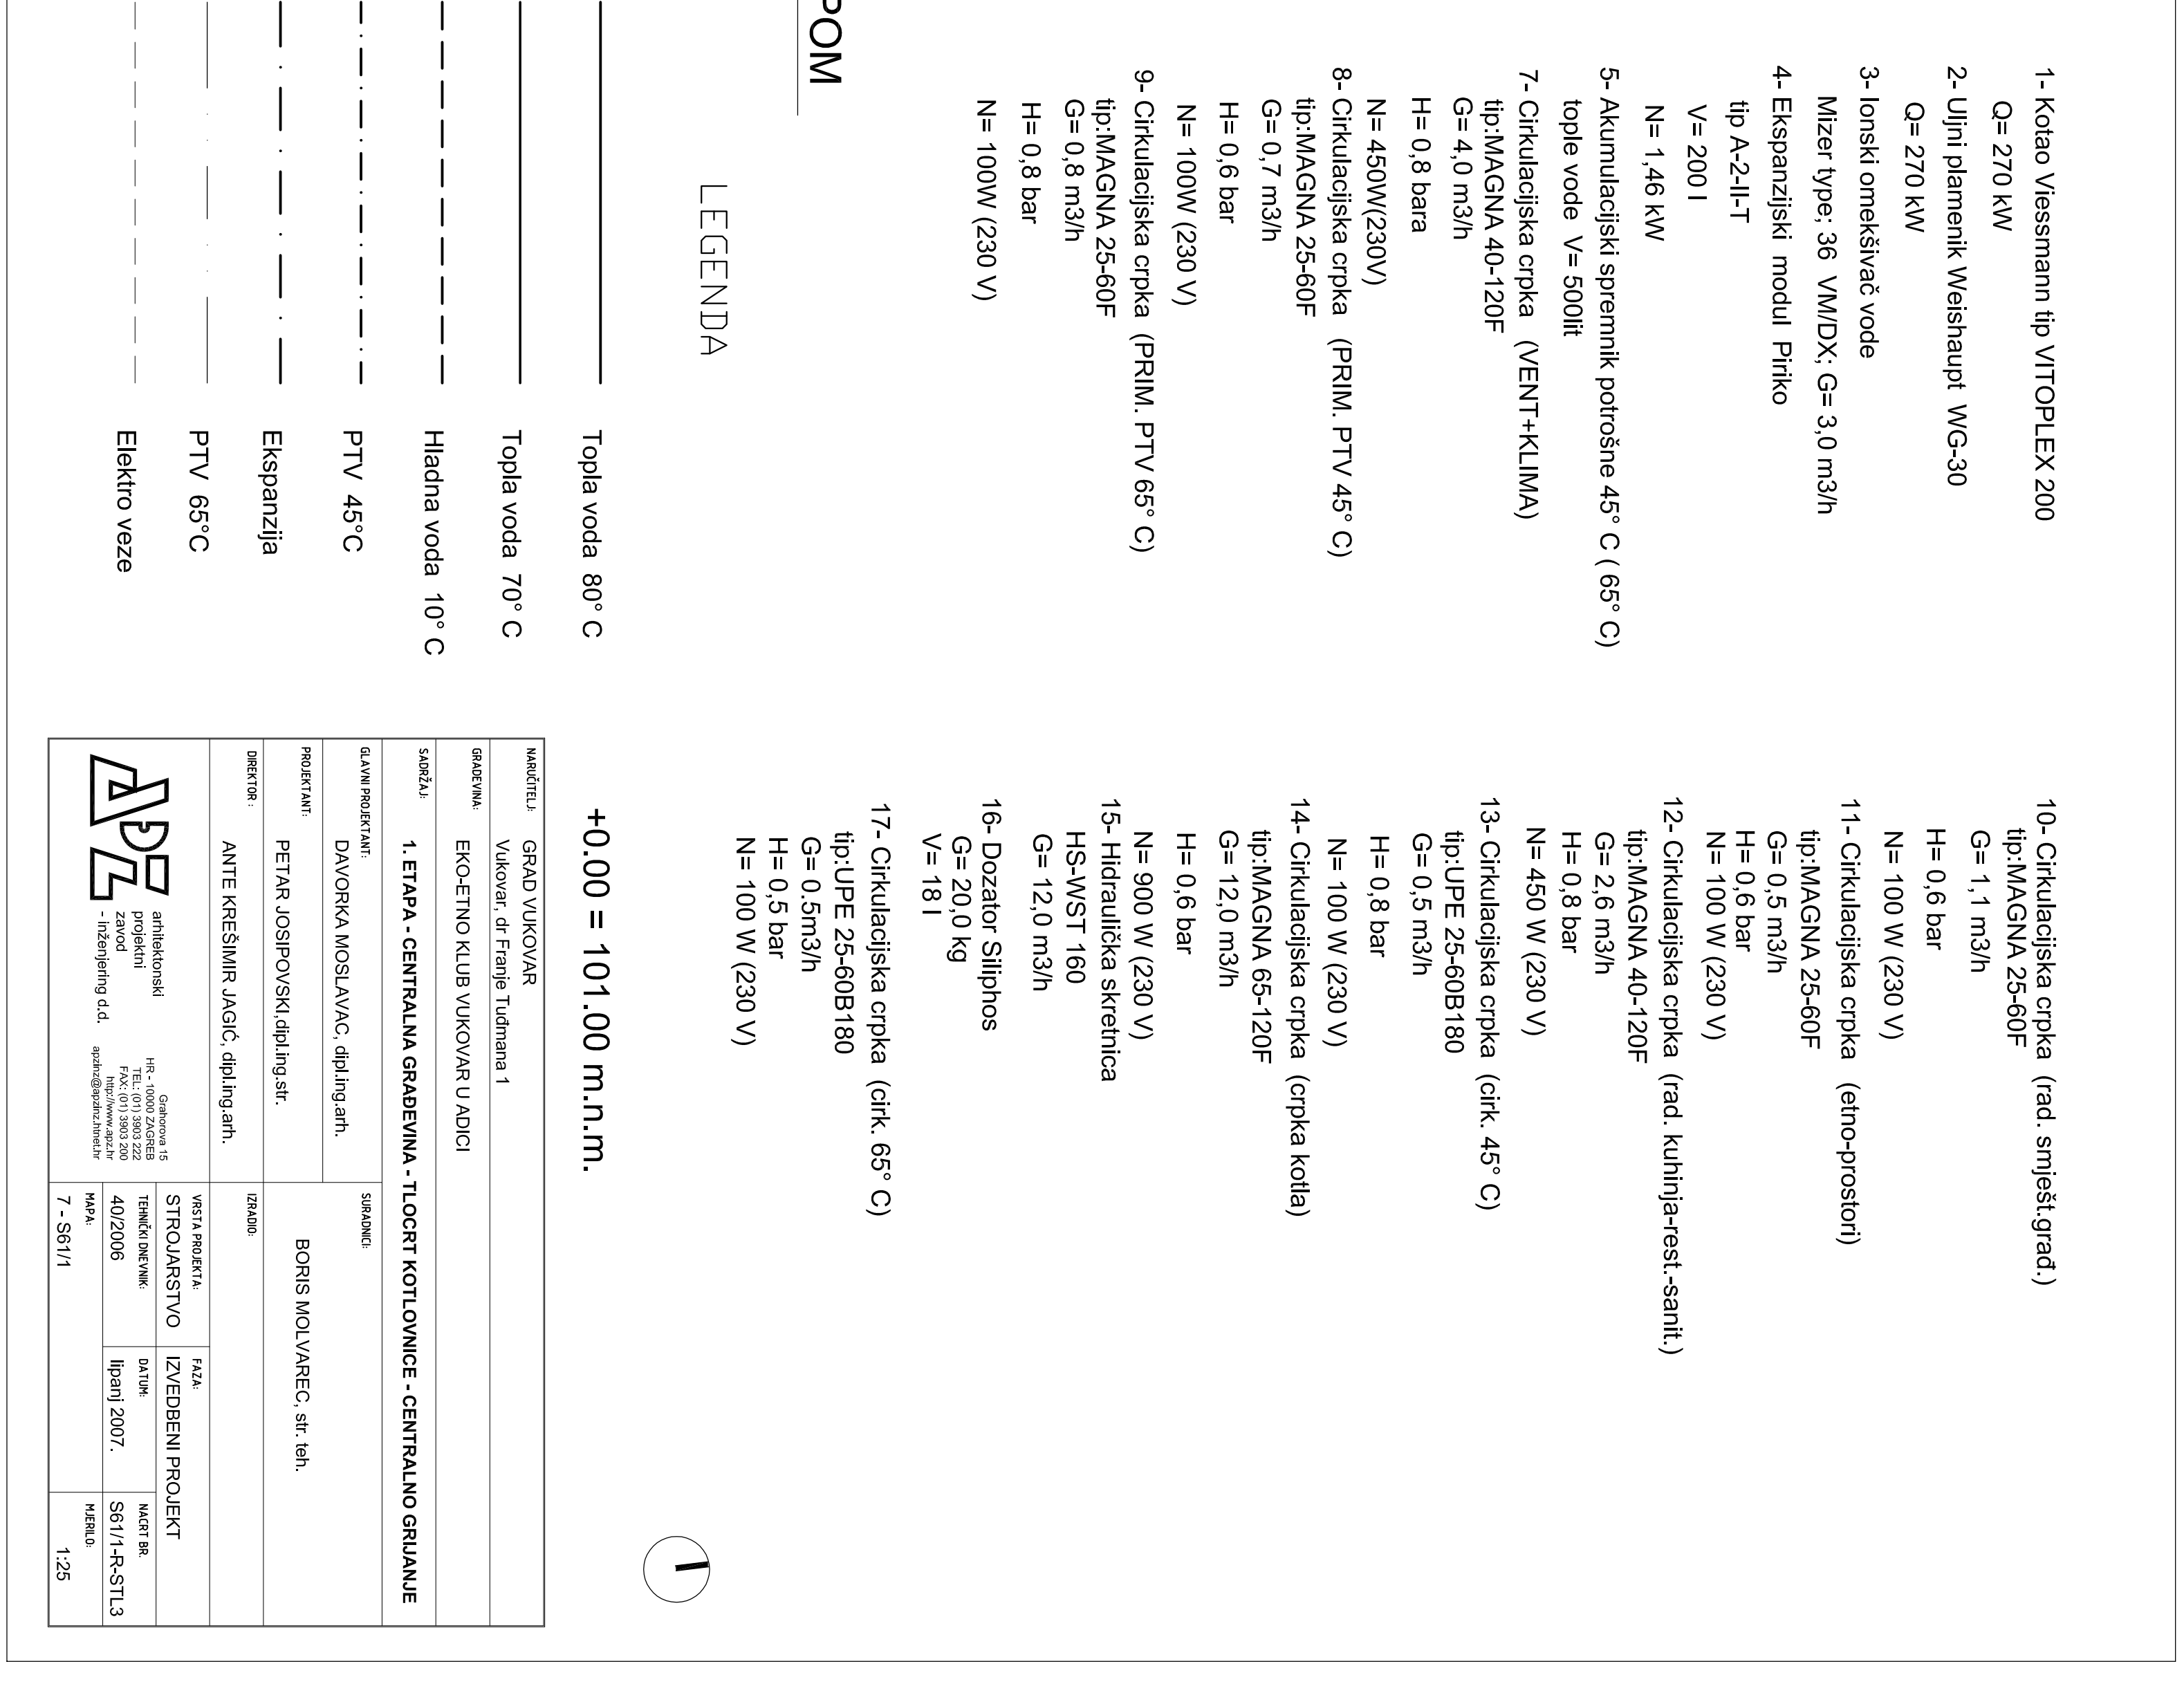 1- Kotao Viessmann tip VITOPLEX 200
Q= 270 kW
2- Uljni plamenik Weishaupt WG-30
Q= 270 kW
3- Ionski omekšivač vode
Mizer type; 36 VM/DX; G= 3,0 m3/h
4- Ekspanzijski modul Piriko
tip A-2-II-T
V= 200 l
N= 1,46 kW
5- Akumulacijski spremnik potrošne 45° C ( 65° C)
tople vode V= 500lit
7- Cirkulacijska crpka (VENT+KLIMA)
tip:MAGNA 40-120F
G= 4,0 m3/h
H= 0,8 bara
N= 450W(230V)
8- Cirkulacijska crpka (PRIM. PTV 45° C)
tip:MAGNA 25-60F
G= 0,7 m3/h
H= 0,6 bar
N= 100W (230 V)
9- Cirkulacijska crpka (PRIM. PTV 65° C)
tip:MAGNA 25-60F
G= 0,8 m3/h
H= 0,8 bar
N= 100W (230 V)
10- Cirkulacijska crpka (rad. smješt.građ.)
tip:MAGNA 25-60F
G= 1,1 m3/h
H= 0,6 bar
N= 100 W (230 V)
11- Cirkulacijska crpka (etno-prostori)
tip:MAGNA 25-60F
G= 0,5 m3/h
H= 0,6 bar
N= 100 W (230 V)
12- Cirkulacijska crpka (rad. kuhinja-rest.-sanit.)
tip:MAGNA 40-120F
G= 2,6 m3/h
H= 0,8 bar
N= 450 W (230 V)
13- Cirkulacijska crpka (cirk. 45° C)
tip:UPE 25-60B180
G= 0,5 m3/h
H= 0,8 bar
N= 100 W (230 V)
14- Cirkulacijska crpka (crpka kotla)
tip:MAGNA 65-120F
G= 12,0 m3/h
H= 0,6 bar
N= 900 W (230 V)
15- Hidraulička skretnica
HS-WST 160
G= 12,0 m3/h
16- Dozator Siliphos
G= 20,0 kg
V= 18 l
17- Cirkulacijska crpka (cirk. 65° C)
tip:UPE 25-60B180
G= 0.5m3/h
H= 0,5 bar
N= 100 W (230 V)
POM
LEGENDA
Topla voda 80° C
Topla voda 70° C
Hladna voda 10° C
PTV 45°C
Ekspanzija
PTV 65°C
Elektro veze
+0.00 = 101.00 m.n.m.
NARUČITELJ: GRAD VUKOVAR
Vukovar, dr Franje Tuđmana 1
GRAĐEVINA: EKO-ETNO KLUB VUKOVAR U ADICI
SADRŽAJ: 1. ETAPA - CENTRALNA GRAĐEVINA - TLOCRT KOTLOVNICE - CENTRALNO GRIJANJE
GLAVNI PROJEKTANT:
DAVORKA MOSLAVAC, dipl.ing.arh.
PROJEKTANT:
PETAR JOSIPOVSKI,dipl.ing.str.
SURADNICI:
BORIS MOLVAREC, str. teh.
DIREKTOR :
ANTE KREŠIMIR JAGIĆ, dipl.ing.arh.
IZRADIO:
APZ
arhitektonski
projektni
zavod
- inženjering d.d.
Grahorova 15
HR - 10000 ZAGREB
TEL: (01) 3903 222
FAX: (01) 3903 200
http://www.apz.hr
apzinz@apzinz.htnet.hr
VRSTA PROJEKTA:
STROJARSTVO
FAZA:
IZVEDBENI PROJEKT
TEHNIČKI DNEVNIK:
40/2006
DATUM:
lipanj 2007.
NACRT BR.
S61/1-R-STL3
MAPA:
7 - S61/1
MJERILO:
1:25